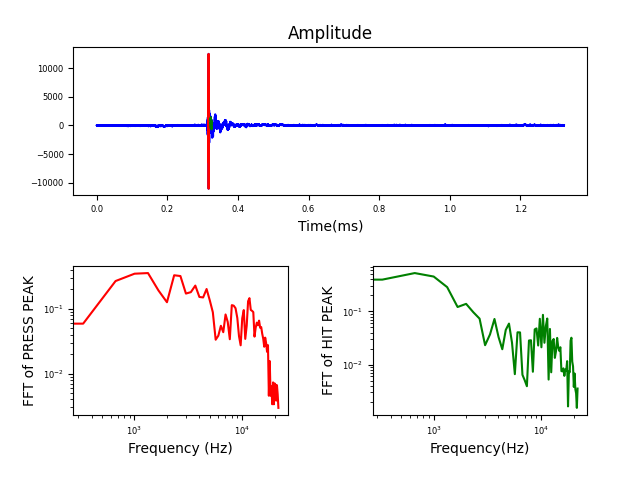 Amplitude
10000
5000
0
−5000
−10000
0.0 0.2 0.4 0.6 0.8 1.0 1.2
Time(ms)
FFT of PRESS PEAK
10⁻¹
10⁻²
10³ 10⁴
Frequency (Hz)
FFT of HIT PEAK
10⁻¹
10⁻²
10³ 10⁴
Frequency(Hz)